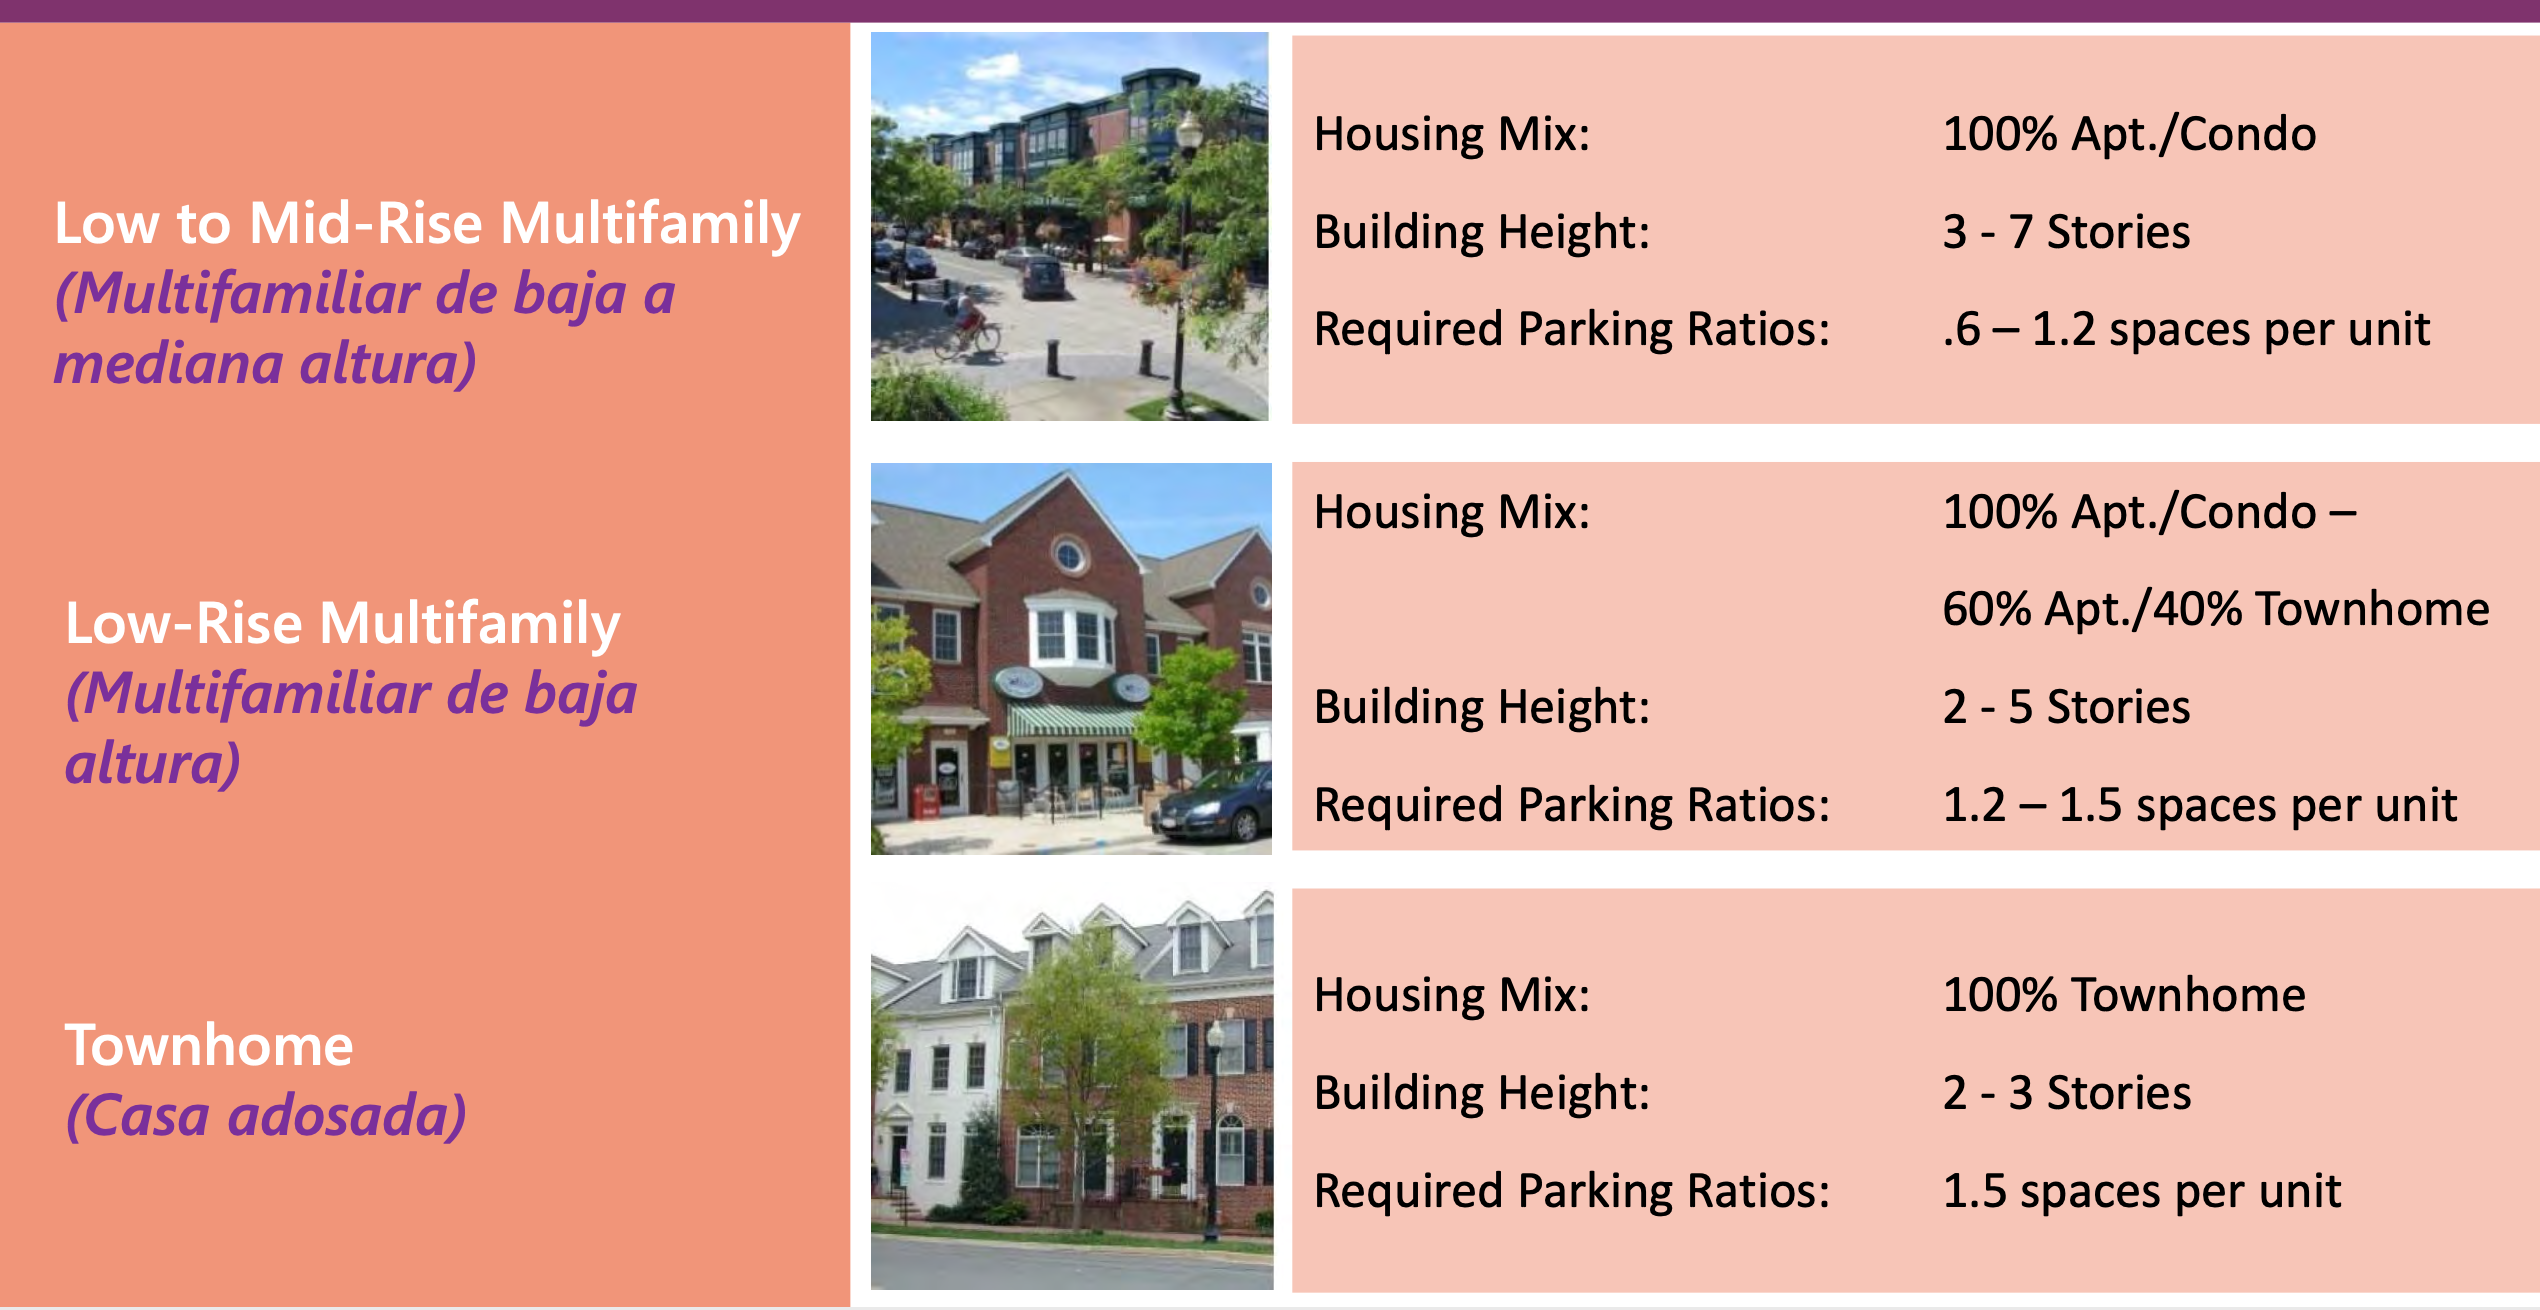 Low to Mid-Rise Multifamily
(Multifamiliar de baja a
mediana altura)
Housing Mix: 100% Apt./Condo
Building Height: 3 - 7 Stories
Required Parking Ratios: .6 – 1.2 spaces per unit
Low-Rise Multifamily
(Multifamiliar de baja
altura)
Housing Mix: 100% Apt./Condo –
60% Apt./40% Townhome
Building Height: 2 - 5 Stories
Required Parking Ratios: 1.2 – 1.5 spaces per unit
Townhome
(Casa adosada)
Housing Mix: 100% Townhome
Building Height: 2 - 3 Stories
Required Parking Ratios: 1.5 spaces per unit